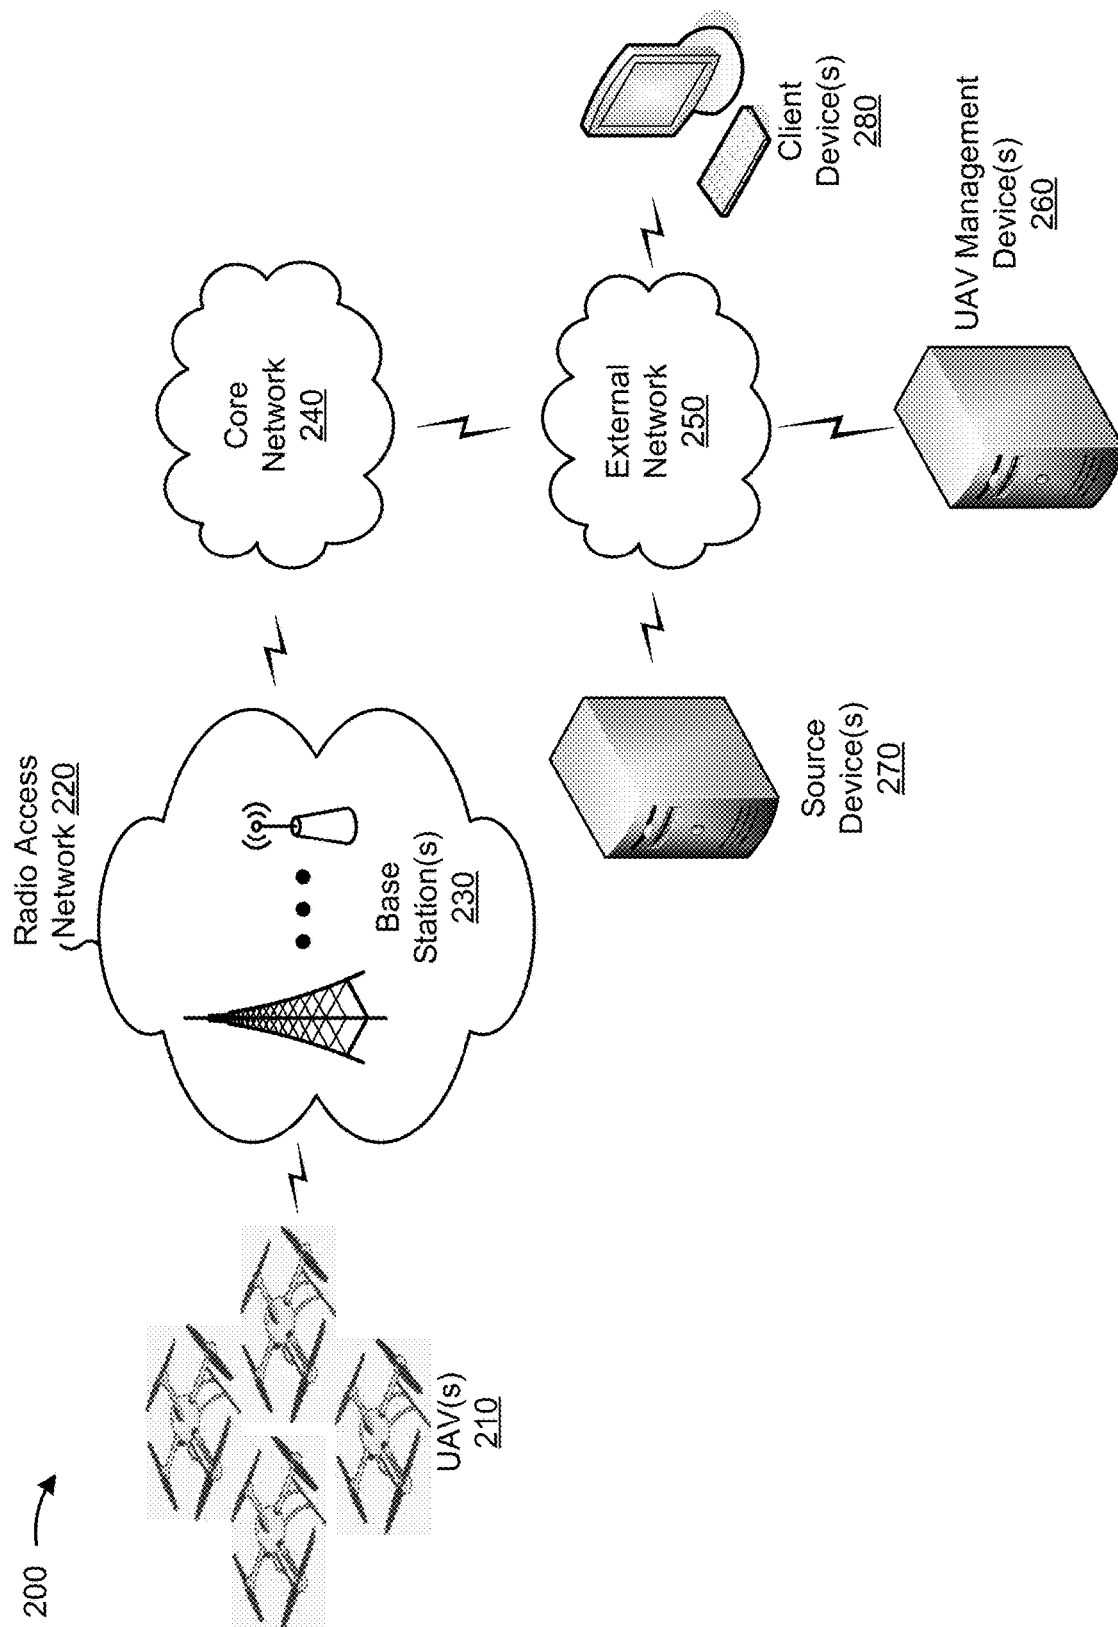 200
Radio Access
Network 220
Base
Station(s)
230
UAV(s)
210
Core
Network
240
External
Network
250
Source
Device(s)
270
Client
Device(s)
280
UAV Management
Device(s)
260